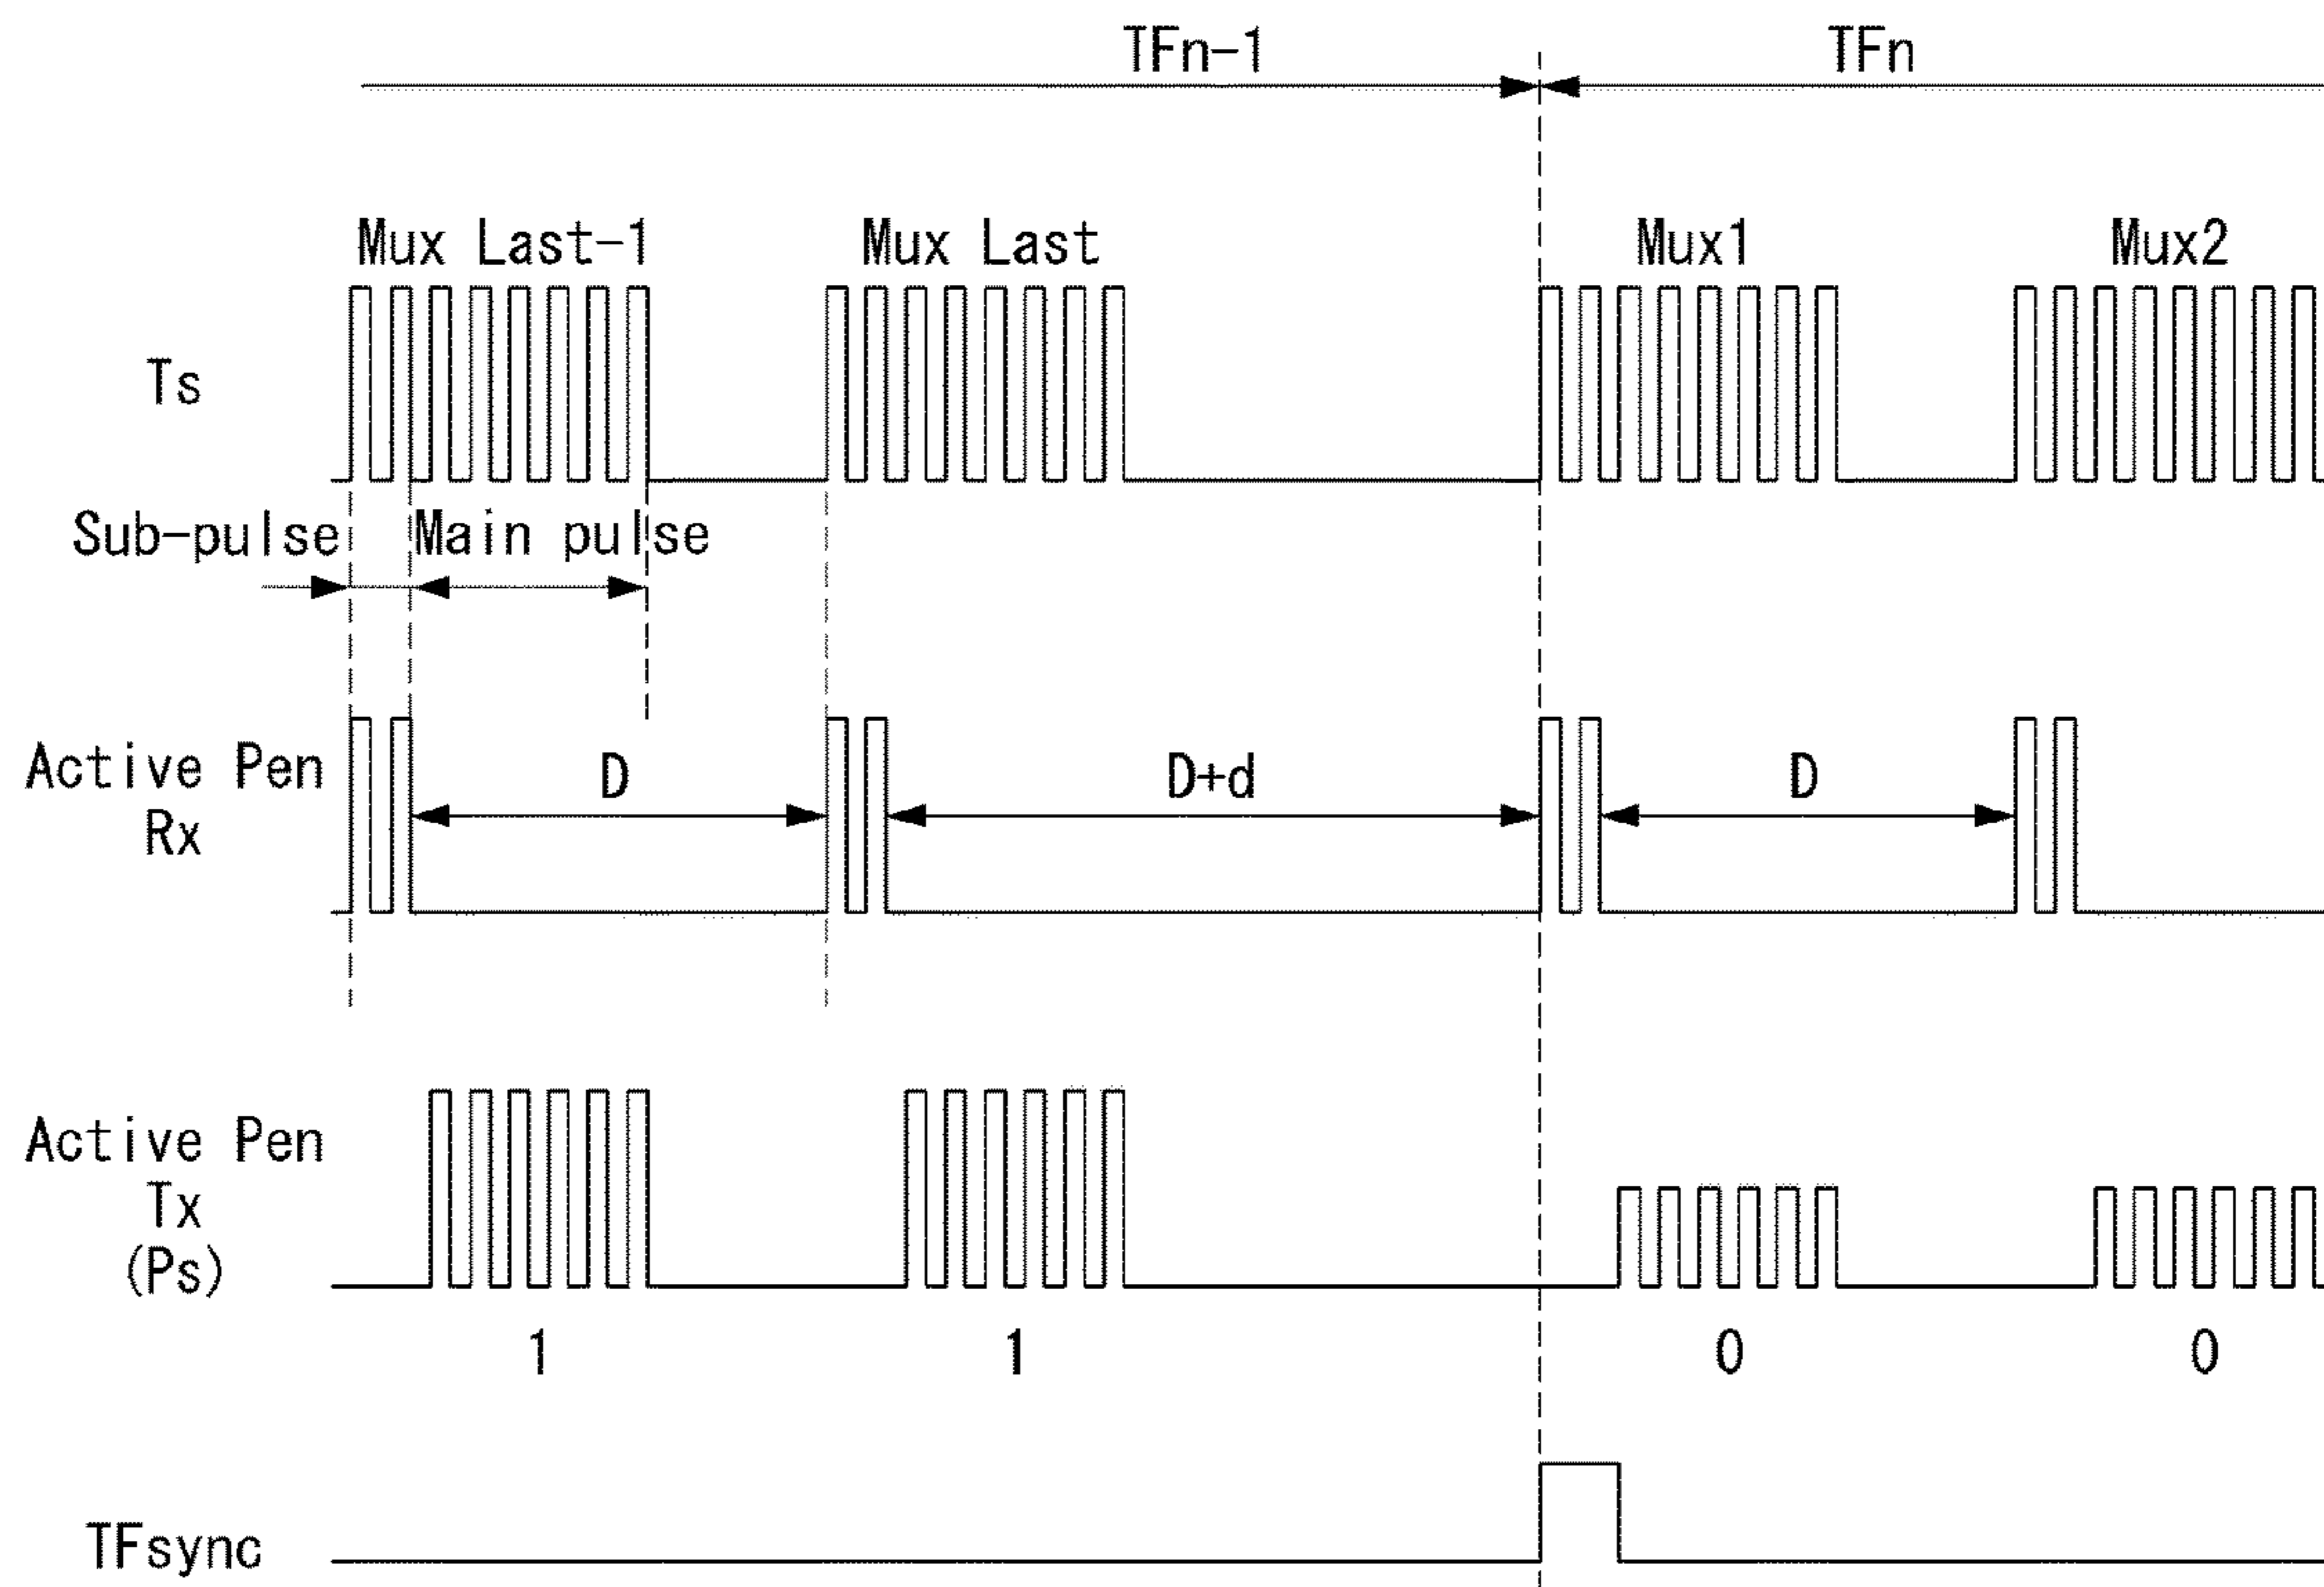 TFn-1 TFn
Mux Last-1 Mux Last Mux1 Mux2
Ts
Sub-pulse Main pulse
Active Pen
Rx
D D+d D
Active Pen
Tx
(Ps)
1 1 0 0
TFsync